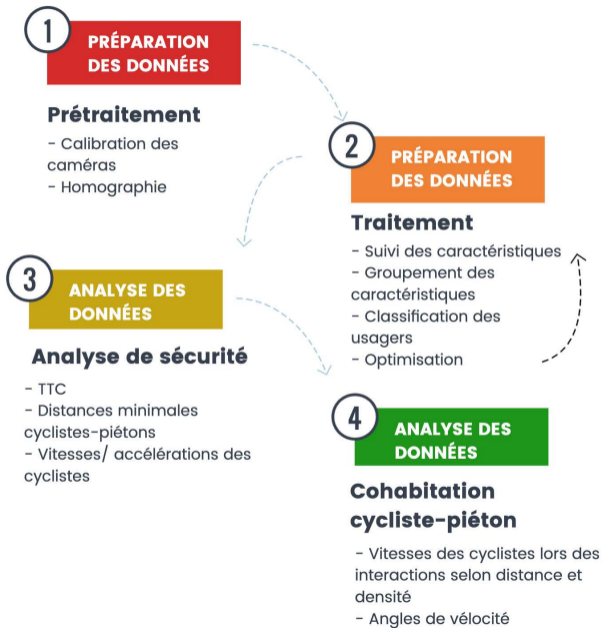 1
PRÉPARATION
DES DONNÉES
Prétraitement
- Calibration des
caméras
- Homographie
2
PRÉPARATION
DES DONNÉES
Traitement
- Suivi des caractéristiques
- Groupement des
caractéristiques
- Classification des
usagers
- Optimisation
3
ANALYSE DES
DONNÉES
Analyse de sécurité
- TTC
- Distances minimales
cyclistes-piétons
- Vitesses/ accélérations des
cyclistes
4
ANALYSE DES
DONNÉES
Cohabitation
cycliste-piéton
- Vitesses des cyclistes lors des
interactions selon distance et
densité
- Angles de vélocité